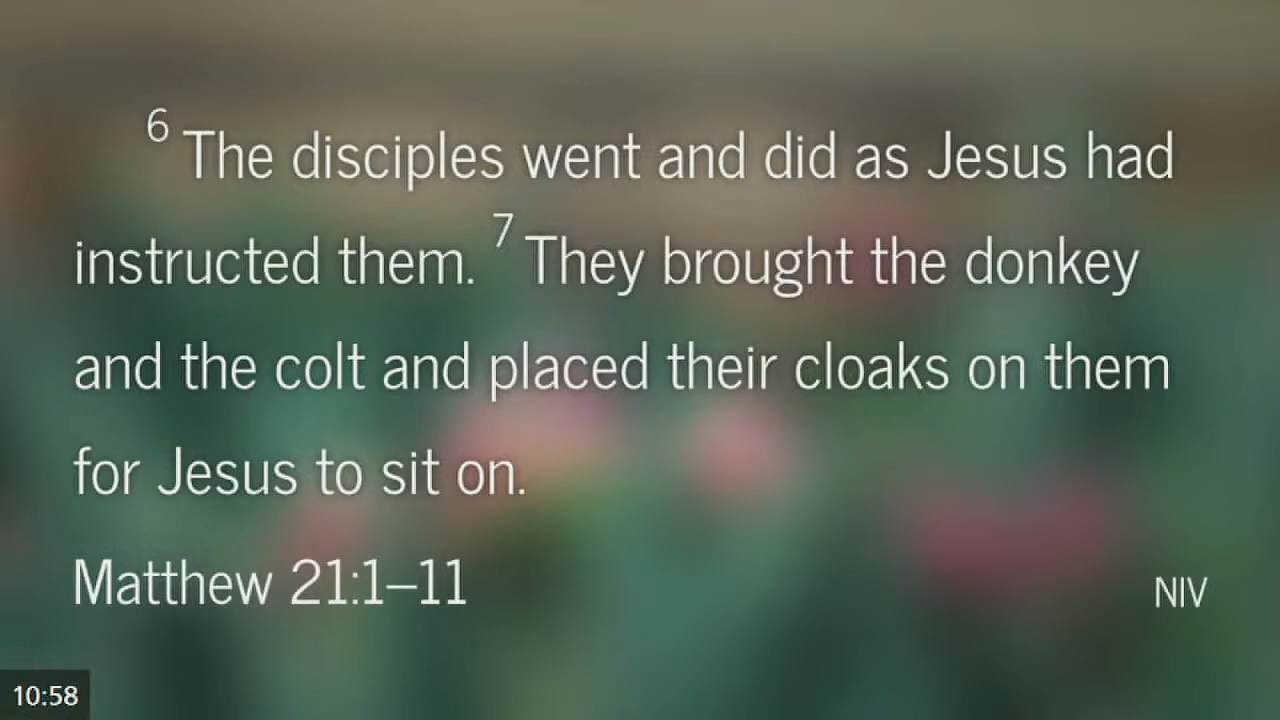 6 The disciples went and did as Jesus had
instructed them. 7 They brought the donkey
and the colt and placed their cloaks on them
for Jesus to sit on.
Matthew 21:1–11
NIV
10:58